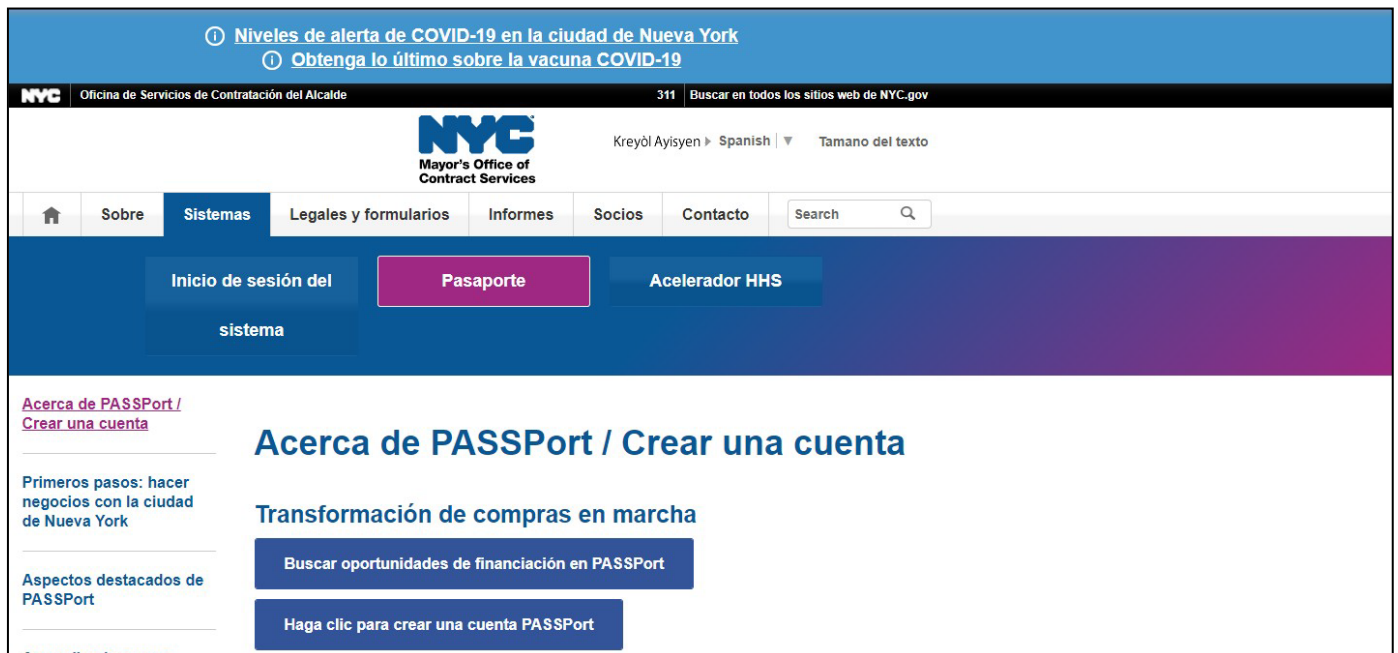 Niveles de alerta de COVID-19 en la ciudad de Nueva York
Obtenga lo último sobre la vacuna COVID-19
NYC Oficina de Servicios de Contratación del Alcalde 311 Buscar en todos los sitios web de NYC.gov
NYC
Mayor's Office of
Contract Services
Kreyòl Ayisyen Spanish Tamano del texto
Sobre Sistemas Legales y formularios Informes Socios Contacto Search
Inicio de sesión del
sistema
Pasaporte
Acelerador HHS
Acerca de PASSPort /
Crear una cuenta
Primeros pasos: hacer
negocios con la ciudad
de Nueva York
Aspectos destacados de
PASSPort
Acerca de PASSPort / Crear una cuenta
Transformación de compras en marcha
Buscar oportunidades de financiación en PASSPort
Haga clic para crear una cuenta PASSPort